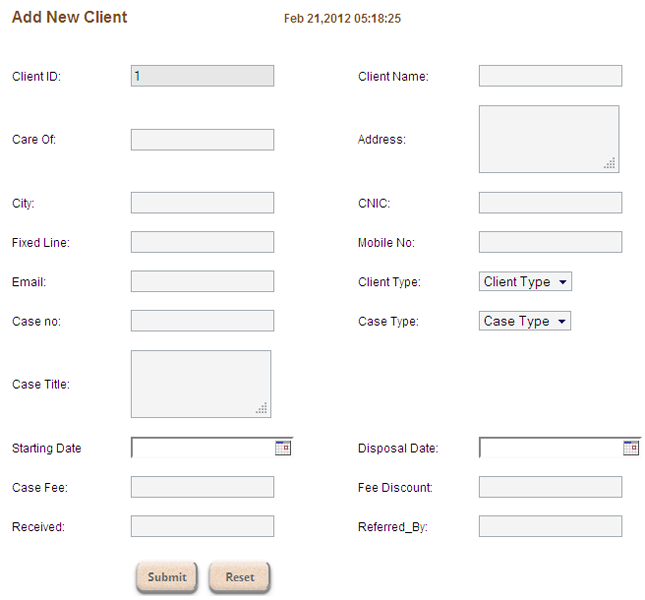 Add New Client Feb 21,2012 05:18:25
Client ID: 1 Client Name:
Care Of: Address:
City: CNIC:
Fixed Line: Mobile No:
Email: Client Type: Client Type
Case no: Case Type: Case Type
Case Title:
Starting Date Disposal Date:
Case Fee: Fee Discount:
Received: Referred_By:
Submit Reset